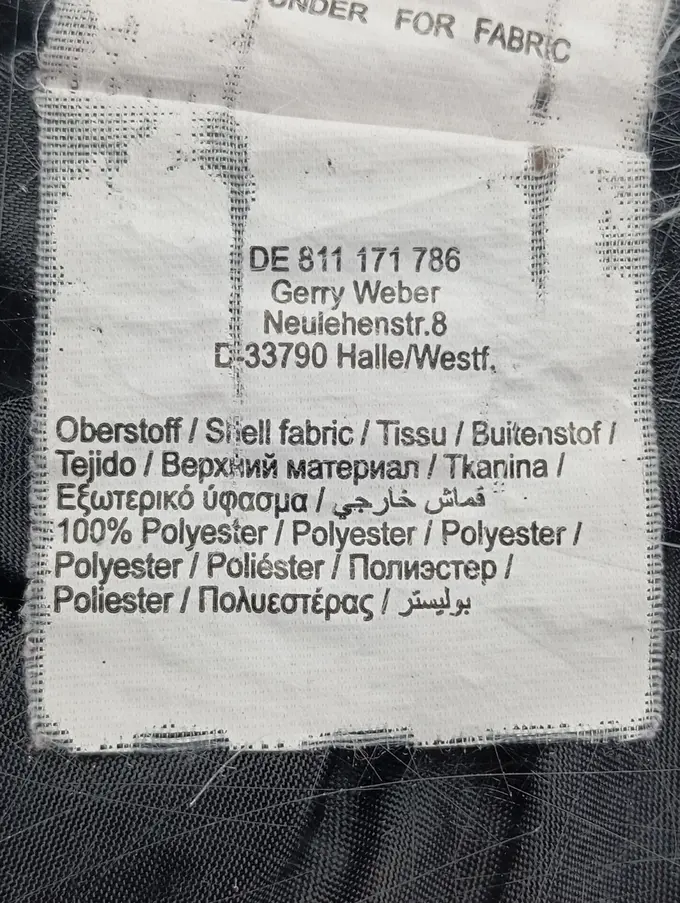 UNDER FOR FABRIC
DE 811 171 786
Gerry Weber
Neulehenstr.8
D-33790 Halle/Westf.
Oberstoff / Shell fabric / Tissu / Buitenstof /
Tejido / Верхний материал / Tkanina /
Εξωτερικό ύφασμα / قماش خارجي
100% Polyester / Polyester / Polyester /
Polyester / Poliéster / Полиэстер /
Poliester / Πολυεστέρας / بوليستر